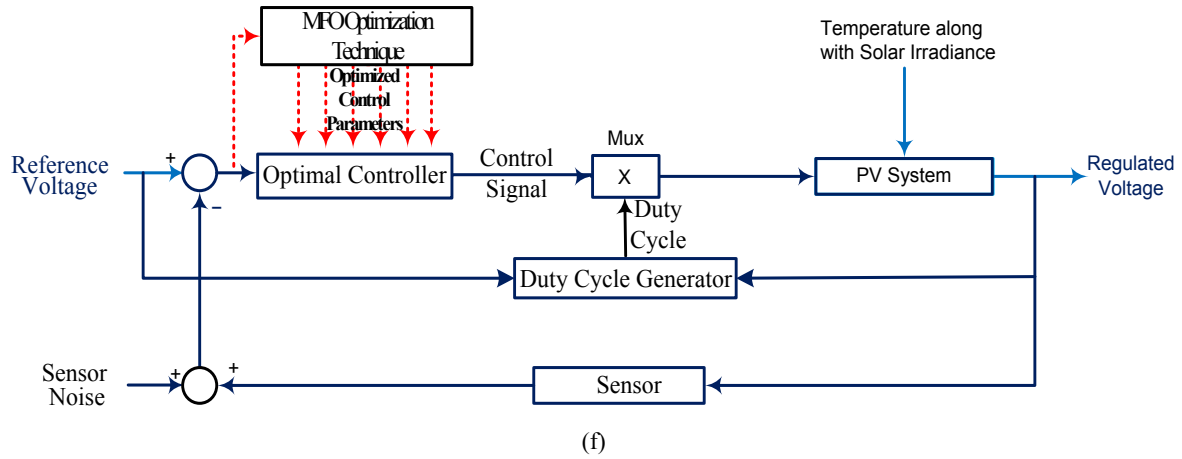 MFO Optimization
Technique
Optimized
Control
Parameters
Temperature along
with Solar Irradiance
Reference
Voltage
+
−
Optimal Controller
Control
Signal
Mux
X
PV System
Regulated
Voltage
Duty
Cycle
Duty Cycle Generator
Sensor
Noise
+
+
Sensor
(f)